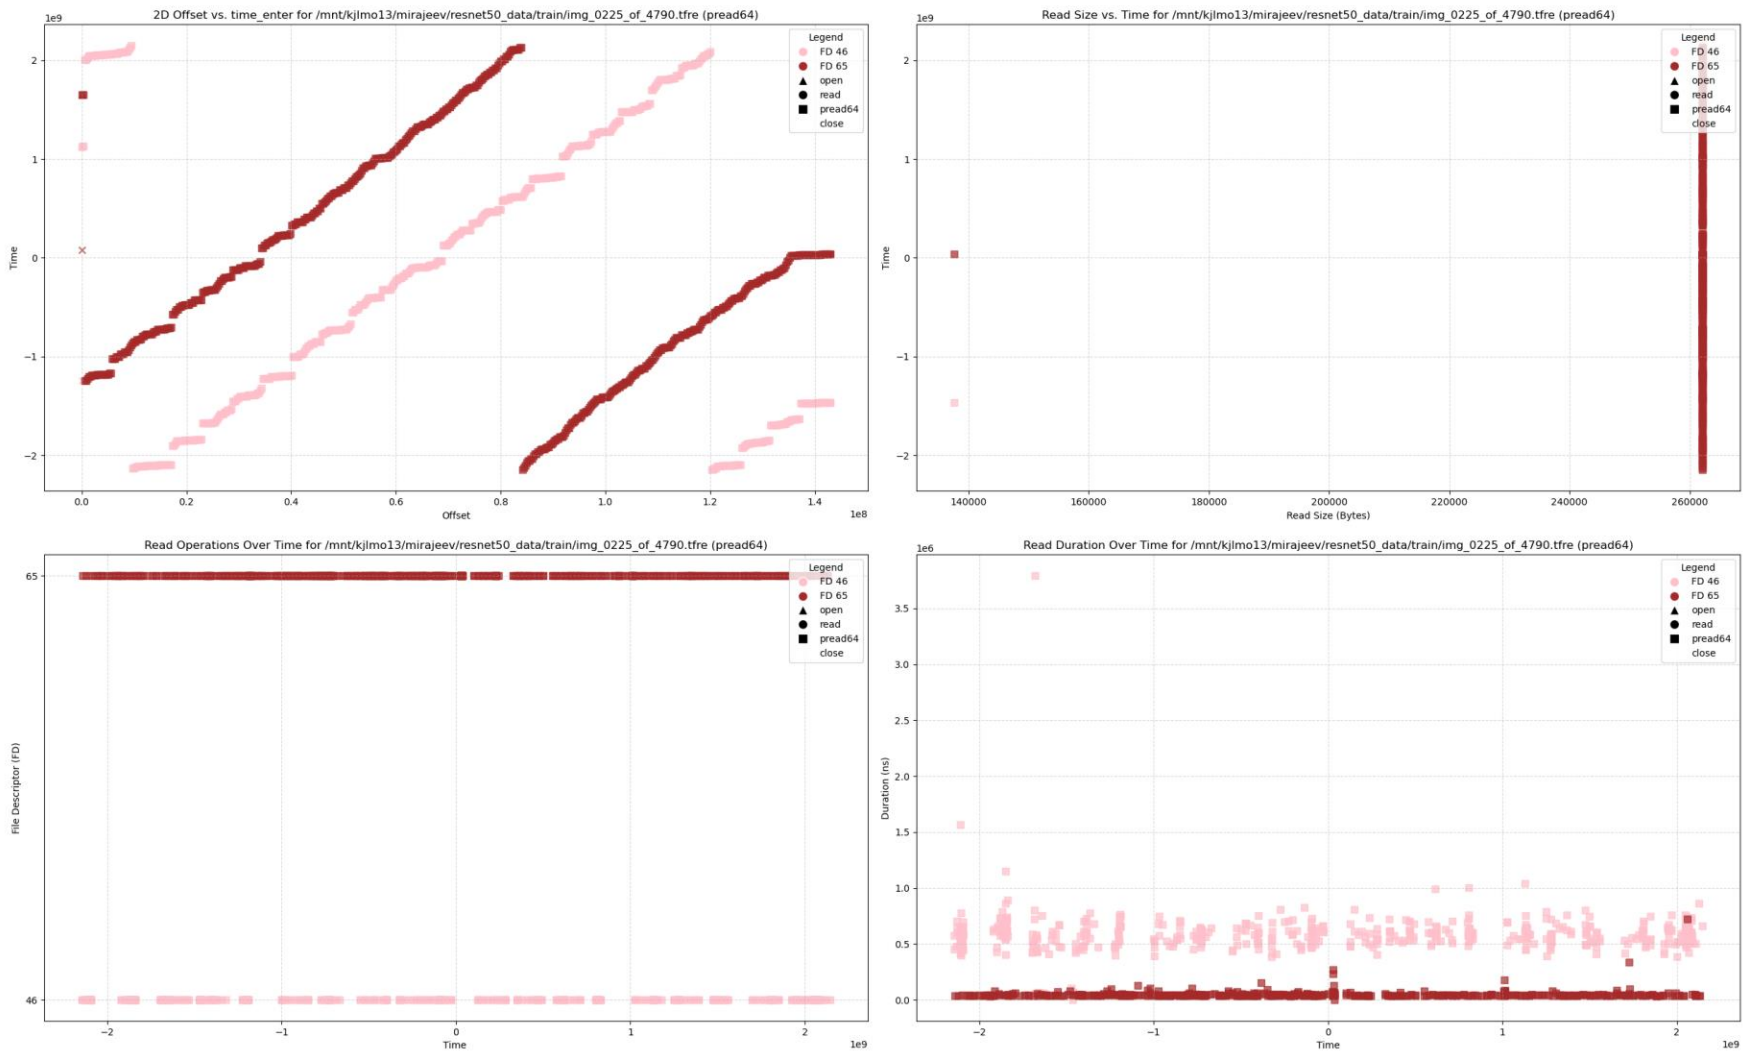 2D Offset vs. time_enter for /mnt/kjlmo13/mirajeev/resnet50_data/train/img_0225_of_4790.tfre (pread64)
1e9
2
1
0
−1
−2
Time
0.0
0.2
0.4
0.6
0.8
1.0
1.2
1.4
1e8
Offset
Legend
FD 46
FD 65
open
read
pread64
close
Read Size vs. Time for /mnt/kjlmo13/mirajeev/resnet50_data/train/img_0225_of_4790.tfre (pread64)
1e9
2
1
0
−1
−2
Time
140000
160000
180000
200000
220000
240000
260000
Read Size (Bytes)
Legend
FD 46
FD 65
open
read
pread64
close
Read Operations Over Time for /mnt/kjlmo13/mirajeev/resnet50_data/train/img_0225_of_4790.tfre (pread64)
65
46
File Descriptor (FD)
−2
−1
0
1
2
1e9
Time
Legend
FD 46
FD 65
open
read
pread64
close
Read Duration Over Time for /mnt/kjlmo13/mirajeev/resnet50_data/train/img_0225_of_4790.tfre (pread64)
1e6
3.5
3.0
2.5
2.0
1.5
1.0
0.5
0.0
Duration (ns)
−2
−1
0
1
2
1e9
Time
Legend
FD 46
FD 65
open
read
pread64
close